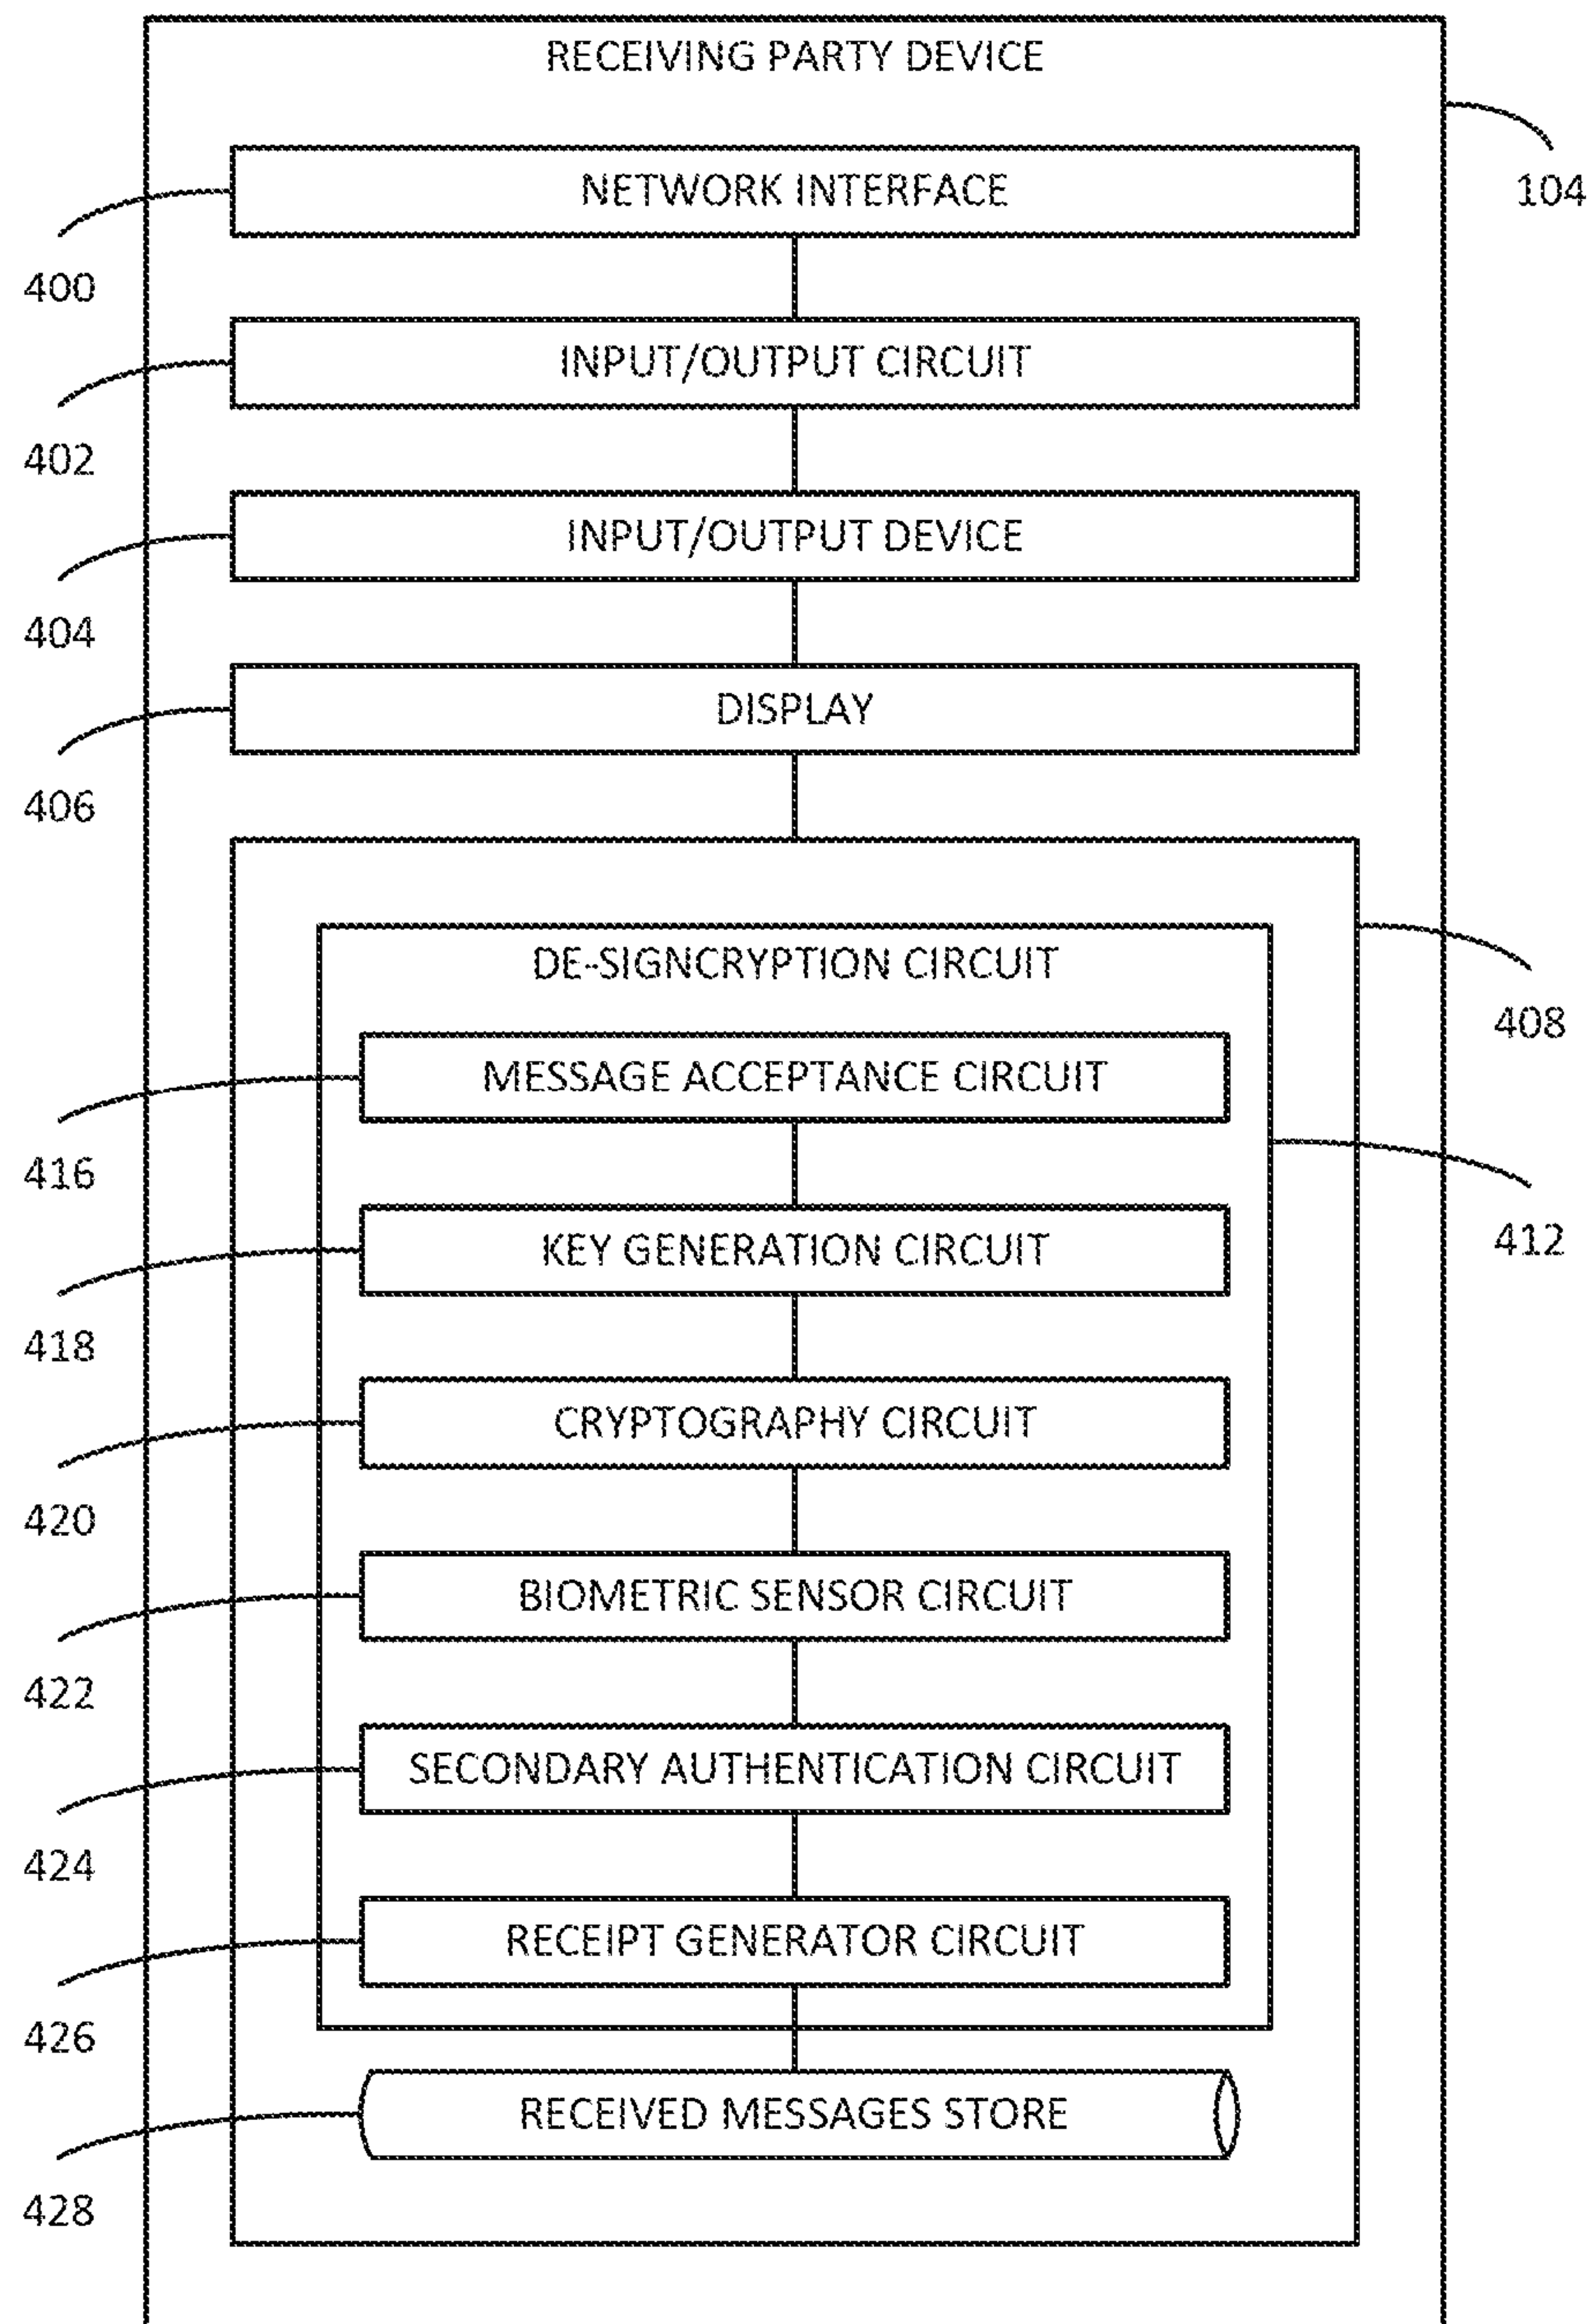 RECEIVING PARTY DEVICE
104
NETWORK INTERFACE
400
INPUT/OUTPUT CIRCUIT
402
INPUT/OUTPUT DEVICE
404
DISPLAY
406
408
DE-SIGNCRYPTION CIRCUIT
412
MESSAGE ACCEPTANCE CIRCUIT
416
KEY GENERATION CIRCUIT
418
CRYPTOGRAPHY CIRCUIT
420
BIOMETRIC SENSOR CIRCUIT
422
SECONDARY AUTHENTICATION CIRCUIT
424
RECEIPT GENERATOR CIRCUIT
426
RECEIVED MESSAGES STORE
428